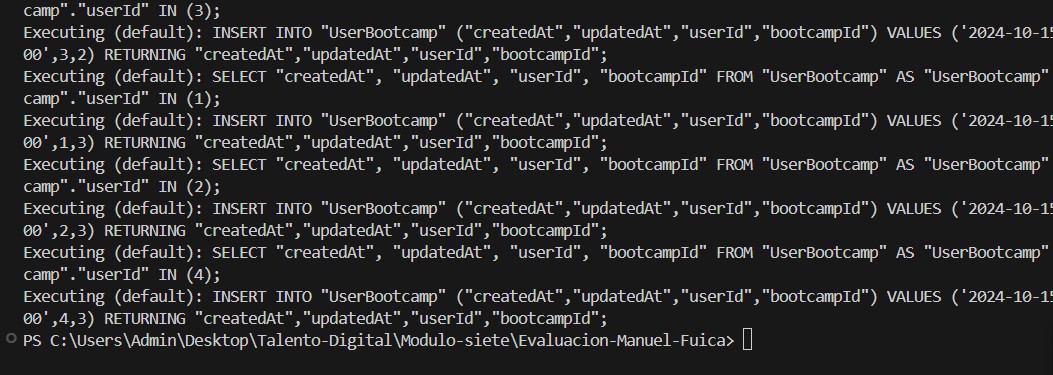 camp"."userId" IN (3);
Executing (default): INSERT INTO "UserBootcamp" ("createdAt","updatedAt","userId","bootcampId") VALUES ('2024-10-15
00',3,2) RETURNING "createdAt","updatedAt","userId","bootcampId";
Executing (default): SELECT "createdAt", "updatedAt", "userId", "bootcampId" FROM "UserBootcamp" AS "UserBootcamp"
camp"."userId" IN (1);
Executing (default): INSERT INTO "UserBootcamp" ("createdAt","updatedAt","userId","bootcampId") VALUES ('2024-10-15
00',1,3) RETURNING "createdAt","updatedAt","userId","bootcampId";
Executing (default): SELECT "createdAt", "updatedAt", "userId", "bootcampId" FROM "UserBootcamp" AS "UserBootcamp"
camp"."userId" IN (2);
Executing (default): INSERT INTO "UserBootcamp" ("createdAt","updatedAt","userId","bootcampId") VALUES ('2024-10-15
00',2,3) RETURNING "createdAt","updatedAt","userId","bootcampId";
Executing (default): SELECT "createdAt", "updatedAt", "userId", "bootcampId" FROM "UserBootcamp" AS "UserBootcamp"
camp"."userId" IN (4);
Executing (default): INSERT INTO "UserBootcamp" ("createdAt","updatedAt","userId","bootcampId") VALUES ('2024-10-15
00',4,3) RETURNING "createdAt","updatedAt","userId","bootcampId";
PS C:\Users\Admin\Desktop\Talento-Digital\Modulo-siete\Evaluacion-Manuel-Fuica>